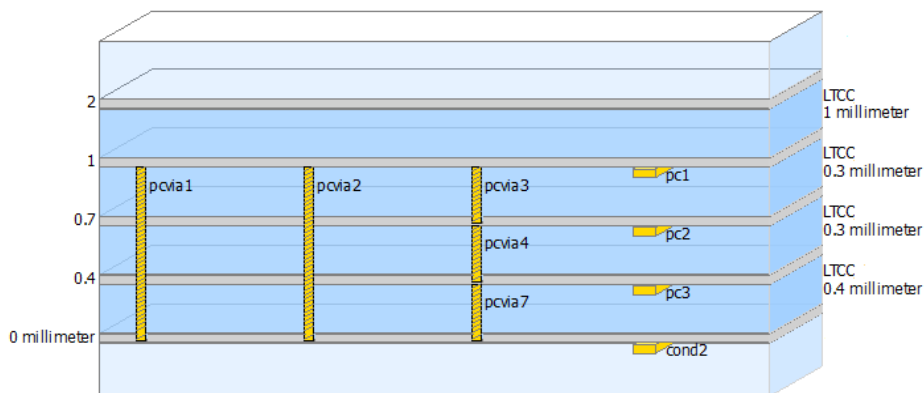 2
LTCC
1 millimeter
1
LTCC
0.3 millimeter
pcvia1
pcvia2
pcvia3
pc1
0.7
LTCC
0.3 millimeter
pcvia4
pc2
0.4
LTCC
0.4 millimeter
pcvia7
pc3
0 millimeter
cond2